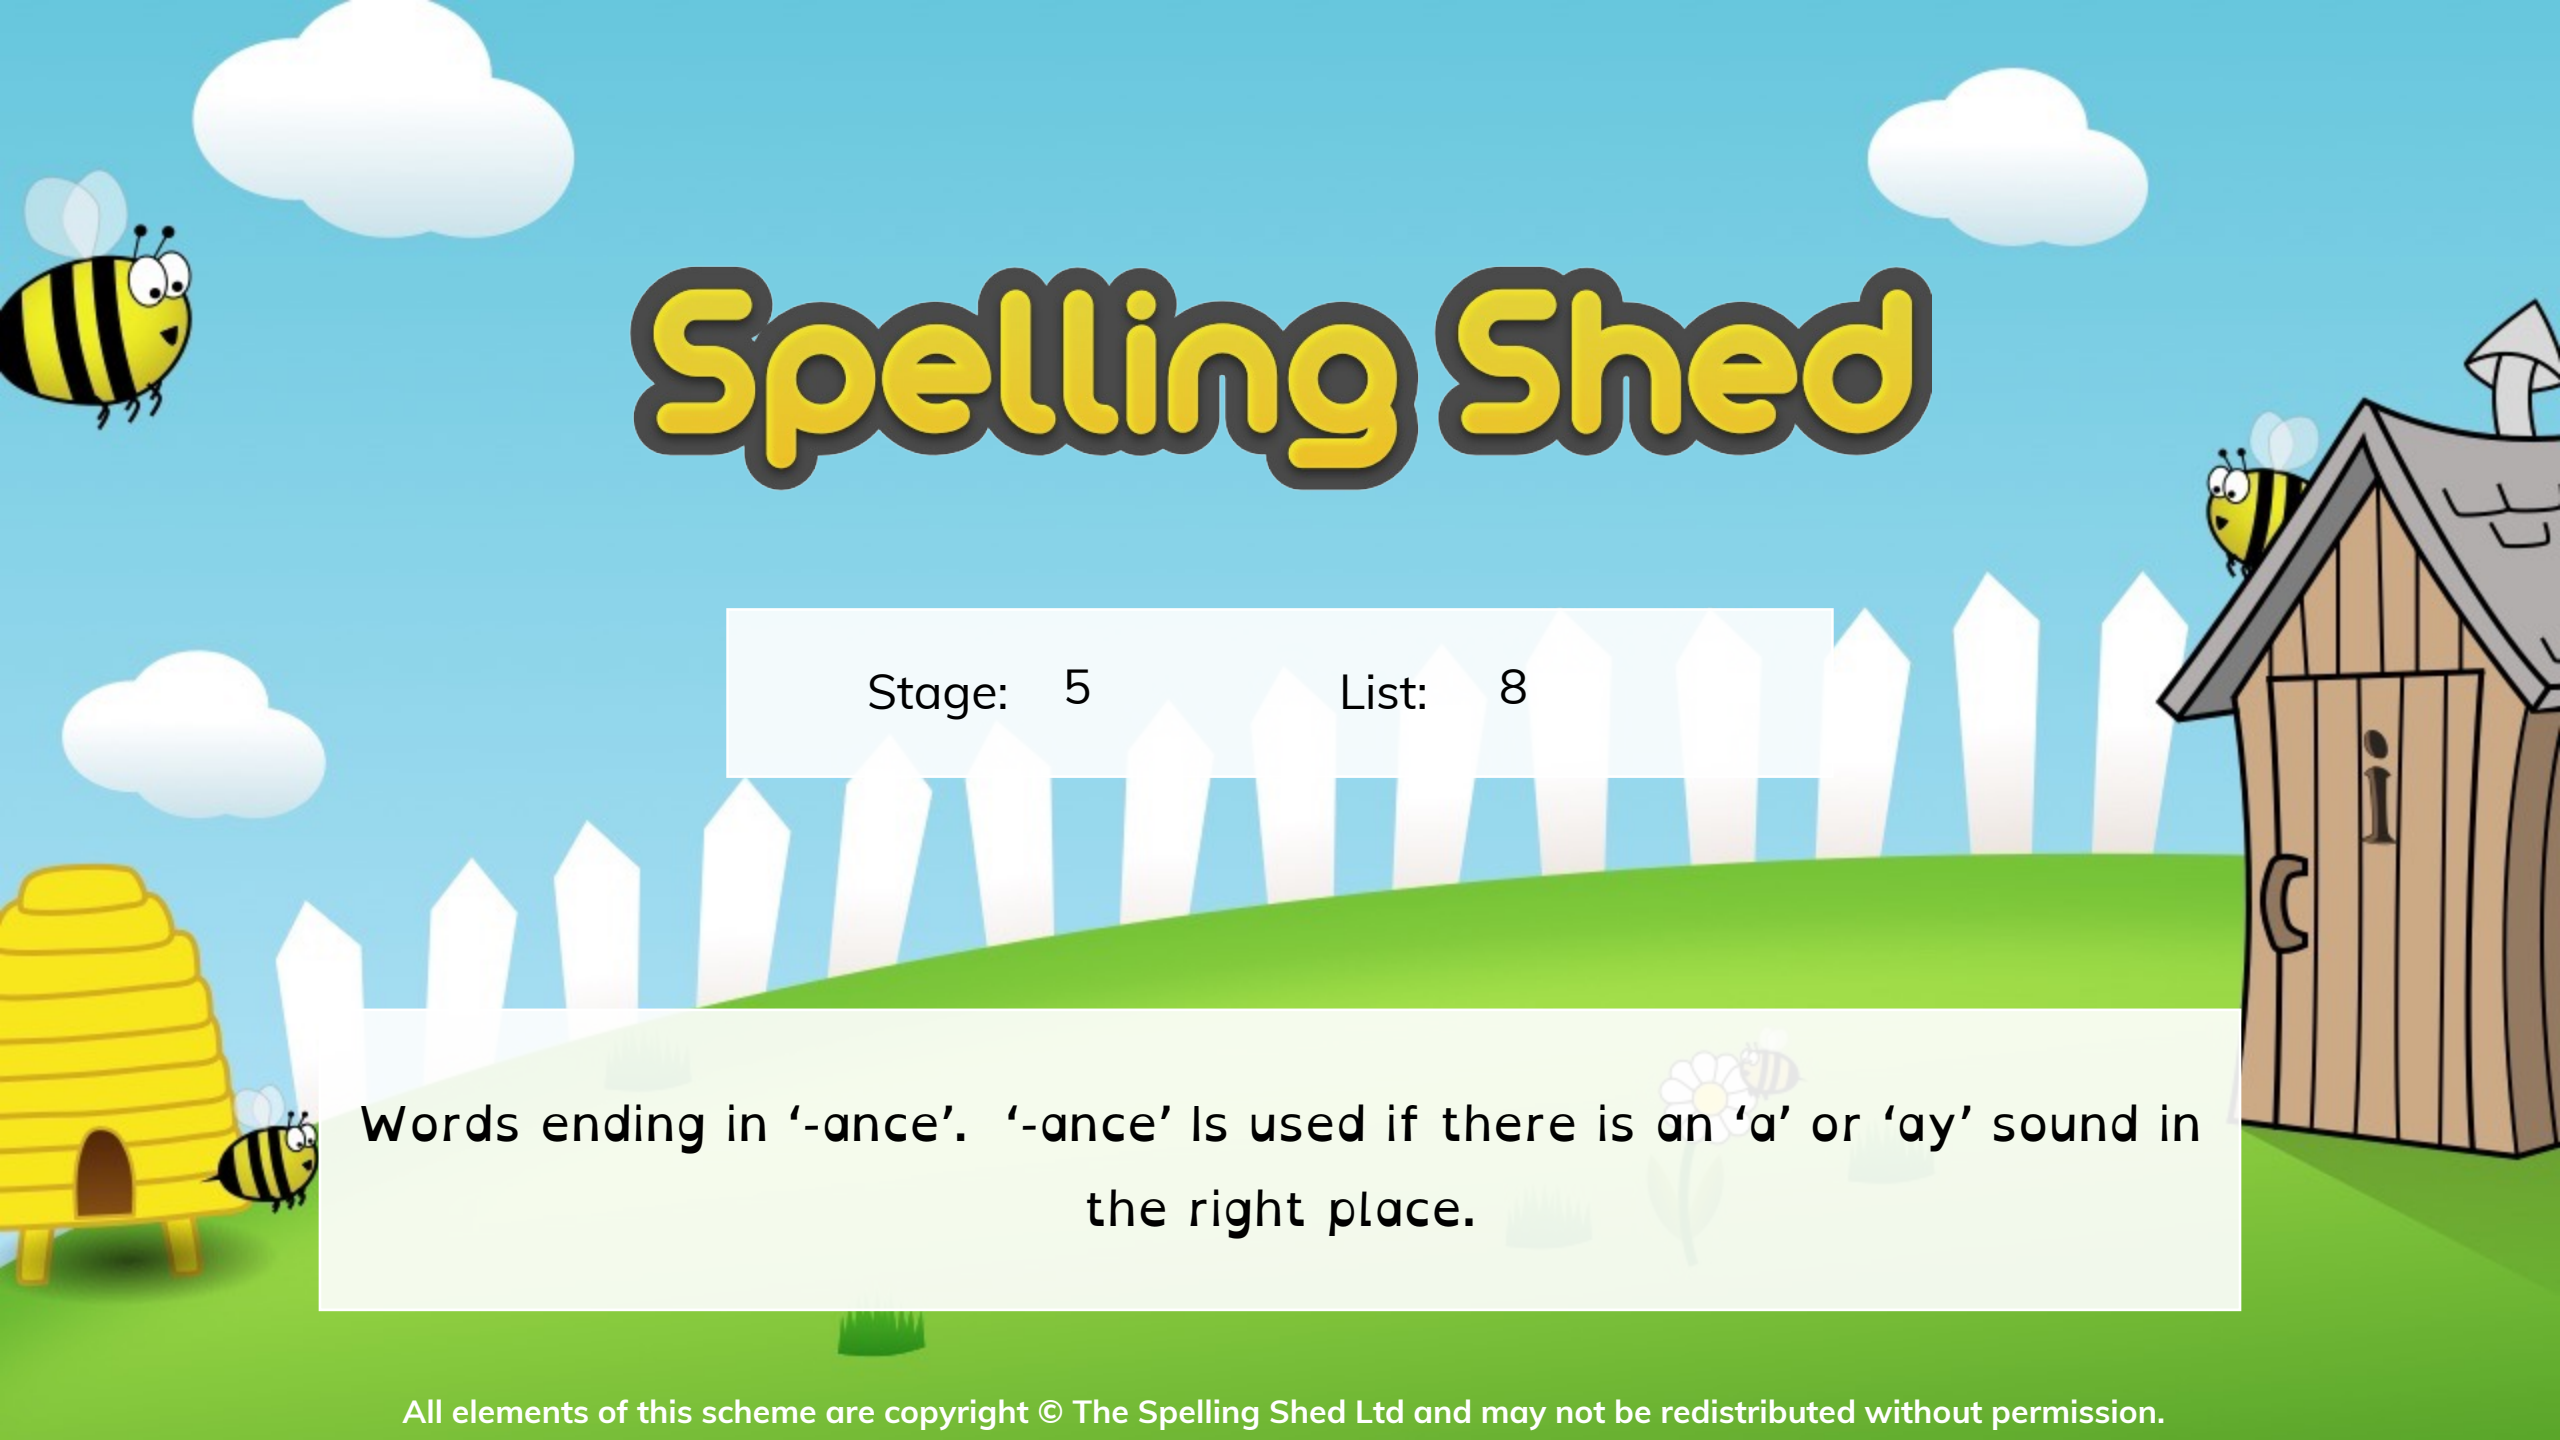 Spelling Shed
Stage: 5 List: 8
i
Words ending in ‘-ance’. ‘-ance’ Is used if there is an ‘a’ or ‘ay’ sound in
the right place.
All elements of this scheme are copyright © The Spelling Shed Ltd and may not be redistributed without permission.